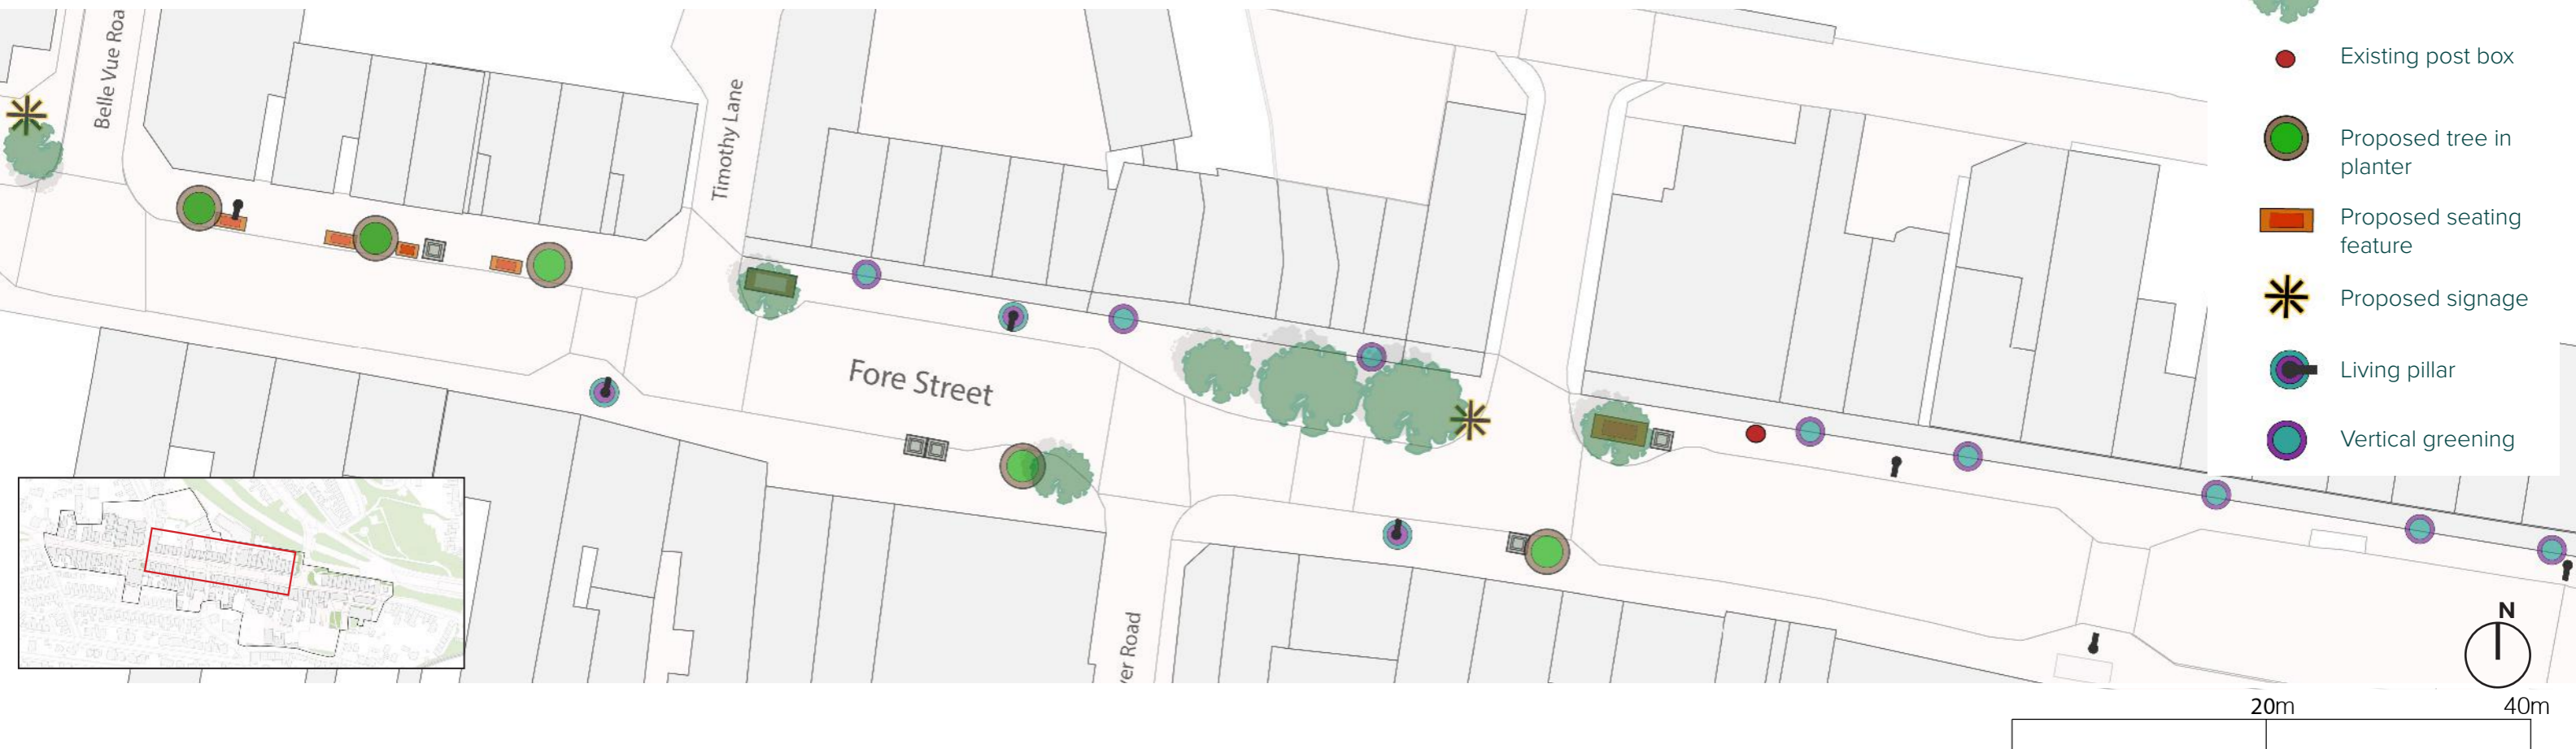 Belle Vue Roa
Timothy Lane
Fore Street
ver Road
Existing post box
Proposed tree in
planter
Proposed seating
feature
Proposed signage
Living pillar
Vertical greening
N
20m
40m